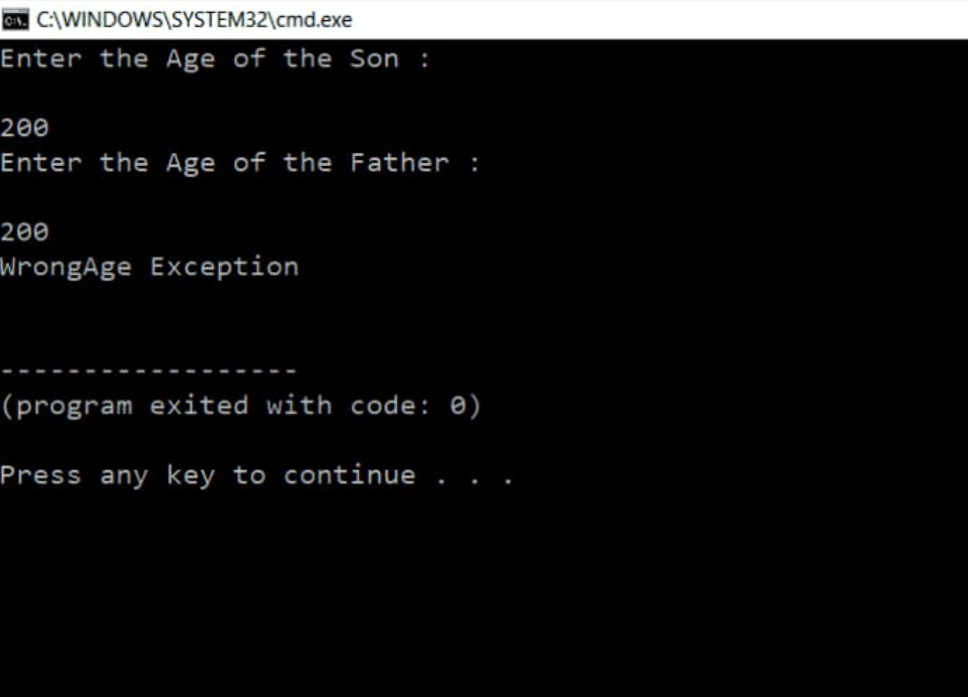 C:\WINDOWS\SYSTEM32\cmd.exe
Enter the Age of the Son :
200
Enter the Age of the Father :
200
WrongAge Exception
------------------
(program exited with code: 0)
Press any key to continue . . .